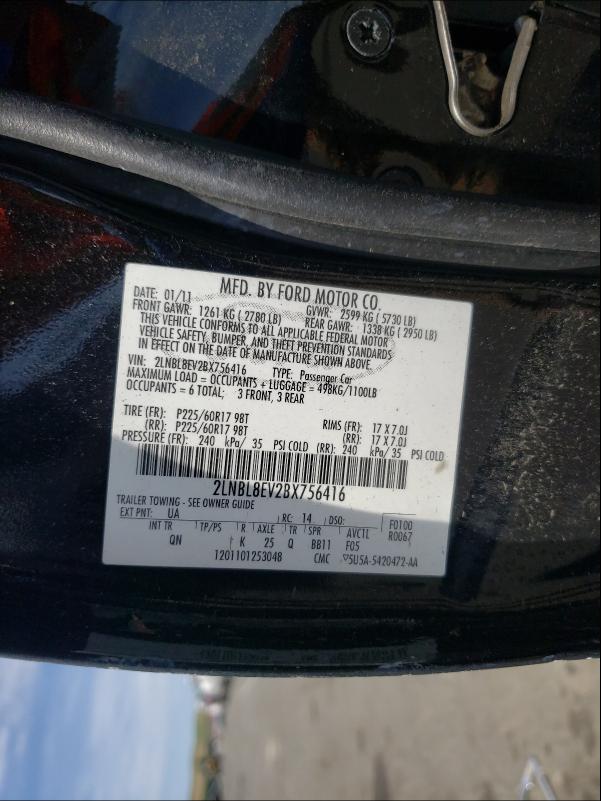 MFD. BY FORD MOTOR CO.
DATE: 01/11 GVWR: 2599 KG ( 5730 LB)
FRONT GAWR: 1261 KG ( 2780 LB) REAR GAWR: 1338 KG ( 2950 LB)
THIS VEHICLE CONFORMS TO ALL APPLICABLE FEDERAL MOTOR
VEHICLE SAFETY, BUMPER, AND THEFT PREVENTION STANDARDS
IN EFFECT ON THE DATE OF MANUFACTURE SHOWN ABOVE.
VIN: 2LNBL8EV2BX756416 TYPE: Passenger Car
MAXIMUM LOAD = OCCUPANTS + LUGGAGE = 498KG/1100LB
OCCUPANTS = 6 TOTAL; 3 FRONT, 3 REAR
TIRE (FR): P225/60R17 98T RIMS (FR): 17 X 7.0J
(RR): P225/60R17 98T (RR): 17 X 7.0J
PRESSURE (FR): 240 kPa/ 35 PSI COLD (RR): 240 kPa/ 35 PSI COLD
2LNBL8EV2BX756416
TRAILER TOWING - SEE OWNER GUIDE
EXT PNT: UA RC: 14 DSO: F0100
INT TR TP/PS R AXLE TR SPR AVCTL R0067
QN K 25 Q BB11 F05
1201101253048 CMC ▽5U5A-5420472-AA